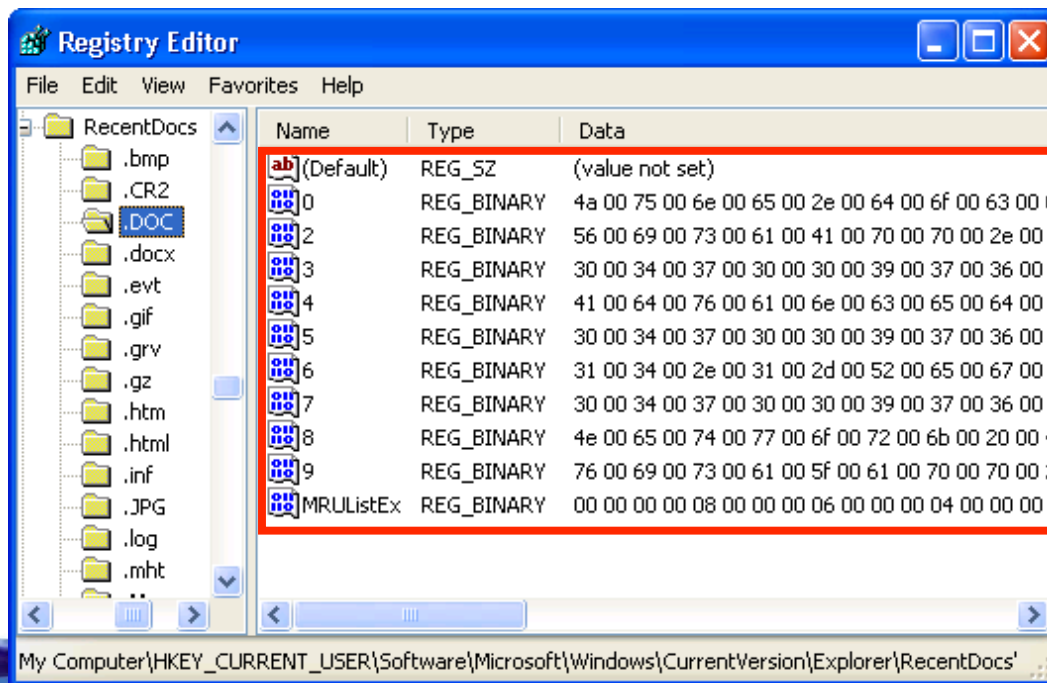 Registry Editor
File Edit View Favorites Help
RecentDocs
.bmp
.CR2
.DOC
.docx
.evt
.gif
.grv
.gz
.htm
.html
.inf
.JPG
.log
.mht
Name Type Data
(Default) REG_SZ (value not set)
0 REG_BINARY 4a 00 75 00 6e 00 65 00 2e 00 64 00 6f 00 63 00
2 REG_BINARY 56 00 69 00 73 00 61 00 41 00 70 00 70 00 2e 00
3 REG_BINARY 30 00 34 00 37 00 30 00 30 00 39 00 37 00 36 00
4 REG_BINARY 41 00 64 00 76 00 61 00 6e 00 63 00 65 00 64 00
5 REG_BINARY 30 00 34 00 37 00 30 00 30 00 39 00 37 00 36 00
6 REG_BINARY 31 00 34 00 2e 00 31 00 2d 00 52 00 65 00 67 00
7 REG_BINARY 30 00 34 00 37 00 30 00 30 00 39 00 37 00 36 00
8 REG_BINARY 4e 00 65 00 74 00 77 00 6f 00 72 00 6b 00 20 00
9 REG_BINARY 76 00 69 00 73 00 61 00 5f 00 61 00 70 00 70 00
MRUListEx REG_BINARY 00 00 00 00 08 00 00 00 06 00 00 00 04 00 00 00
My Computer\HKEY_CURRENT_USER\Software\Microsoft\Windows\CurrentVersion\Explorer\RecentDocs'